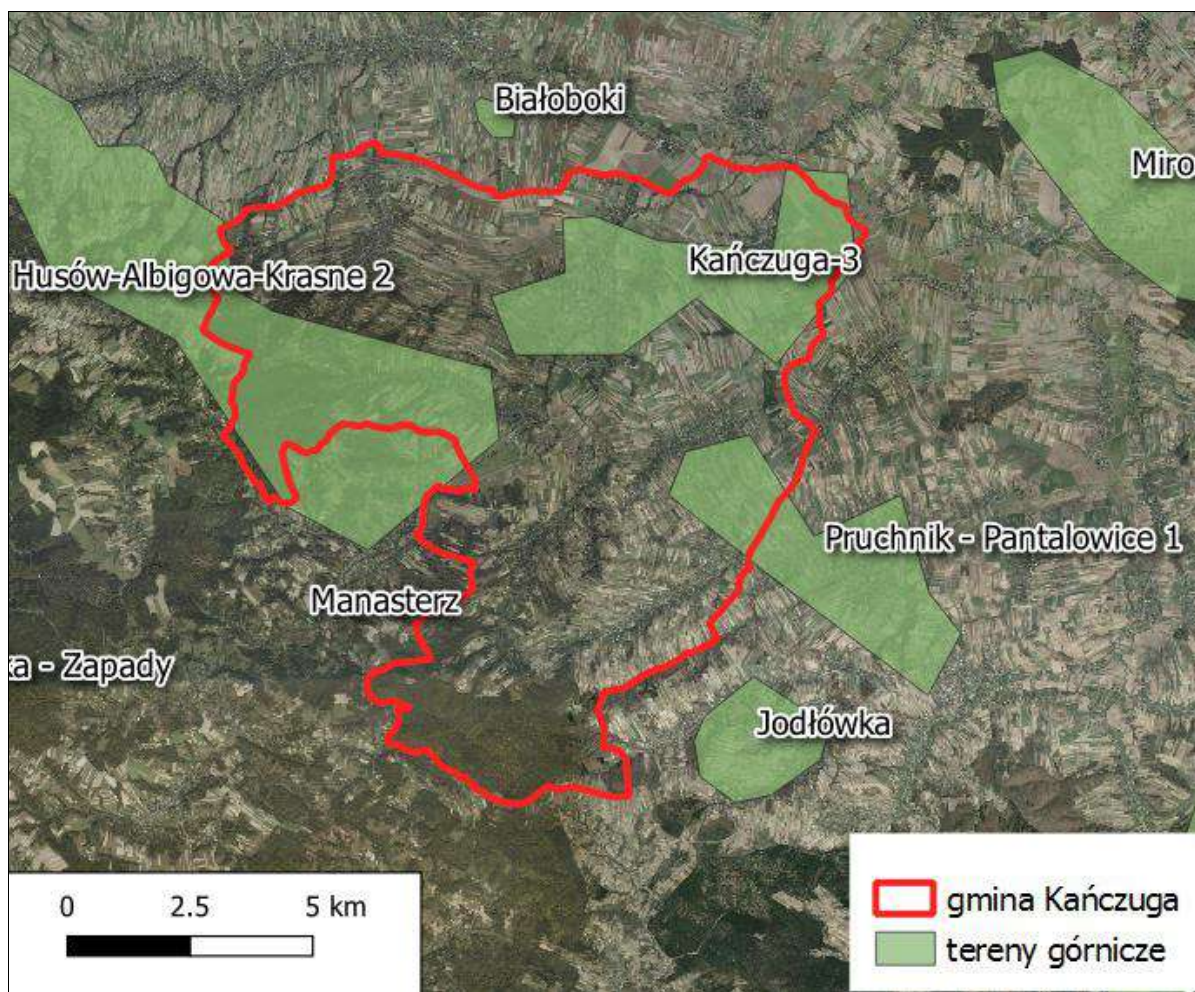 Białoboki
Miro
Kańczuga-3
Husów-Albigowa-Krasne 2
Pruchnik - Pantalowice 1
Manasterz
ka - Zapady
Jodłówka
0 2.5 5 km
gmina Kańczuga
tereny górnicze